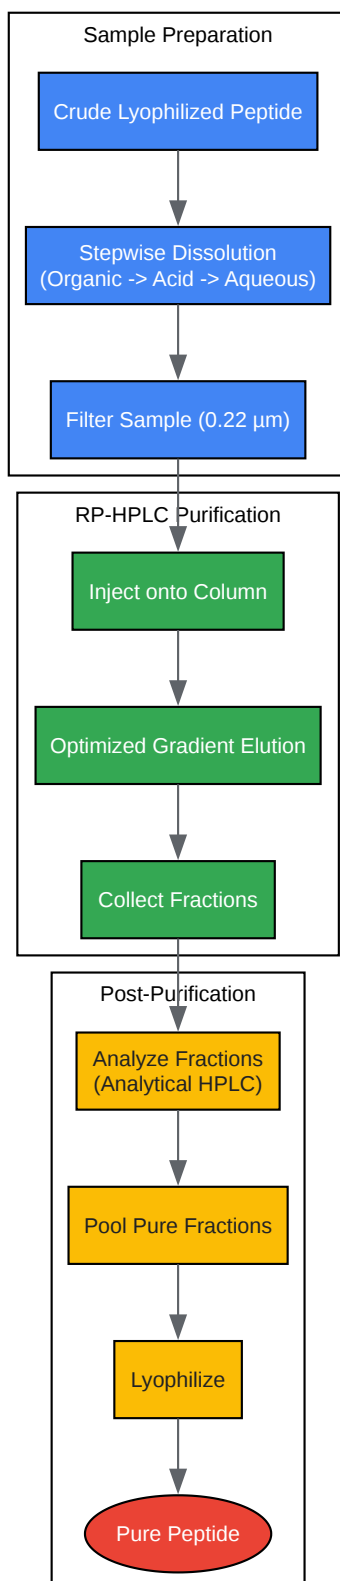 Sample Preparation
Crude Lyophilized Peptide
Stepwise Dissolution
(Organic -> Acid -> Aqueous)
Filter Sample (0.22 µm)
RP-HPLC Purification
Inject onto Column
Optimized Gradient Elution
Collect Fractions
Post-Purification
Analyze Fractions
(Analytical HPLC)
Pool Pure Fractions
Lyophilize
Pure Peptide